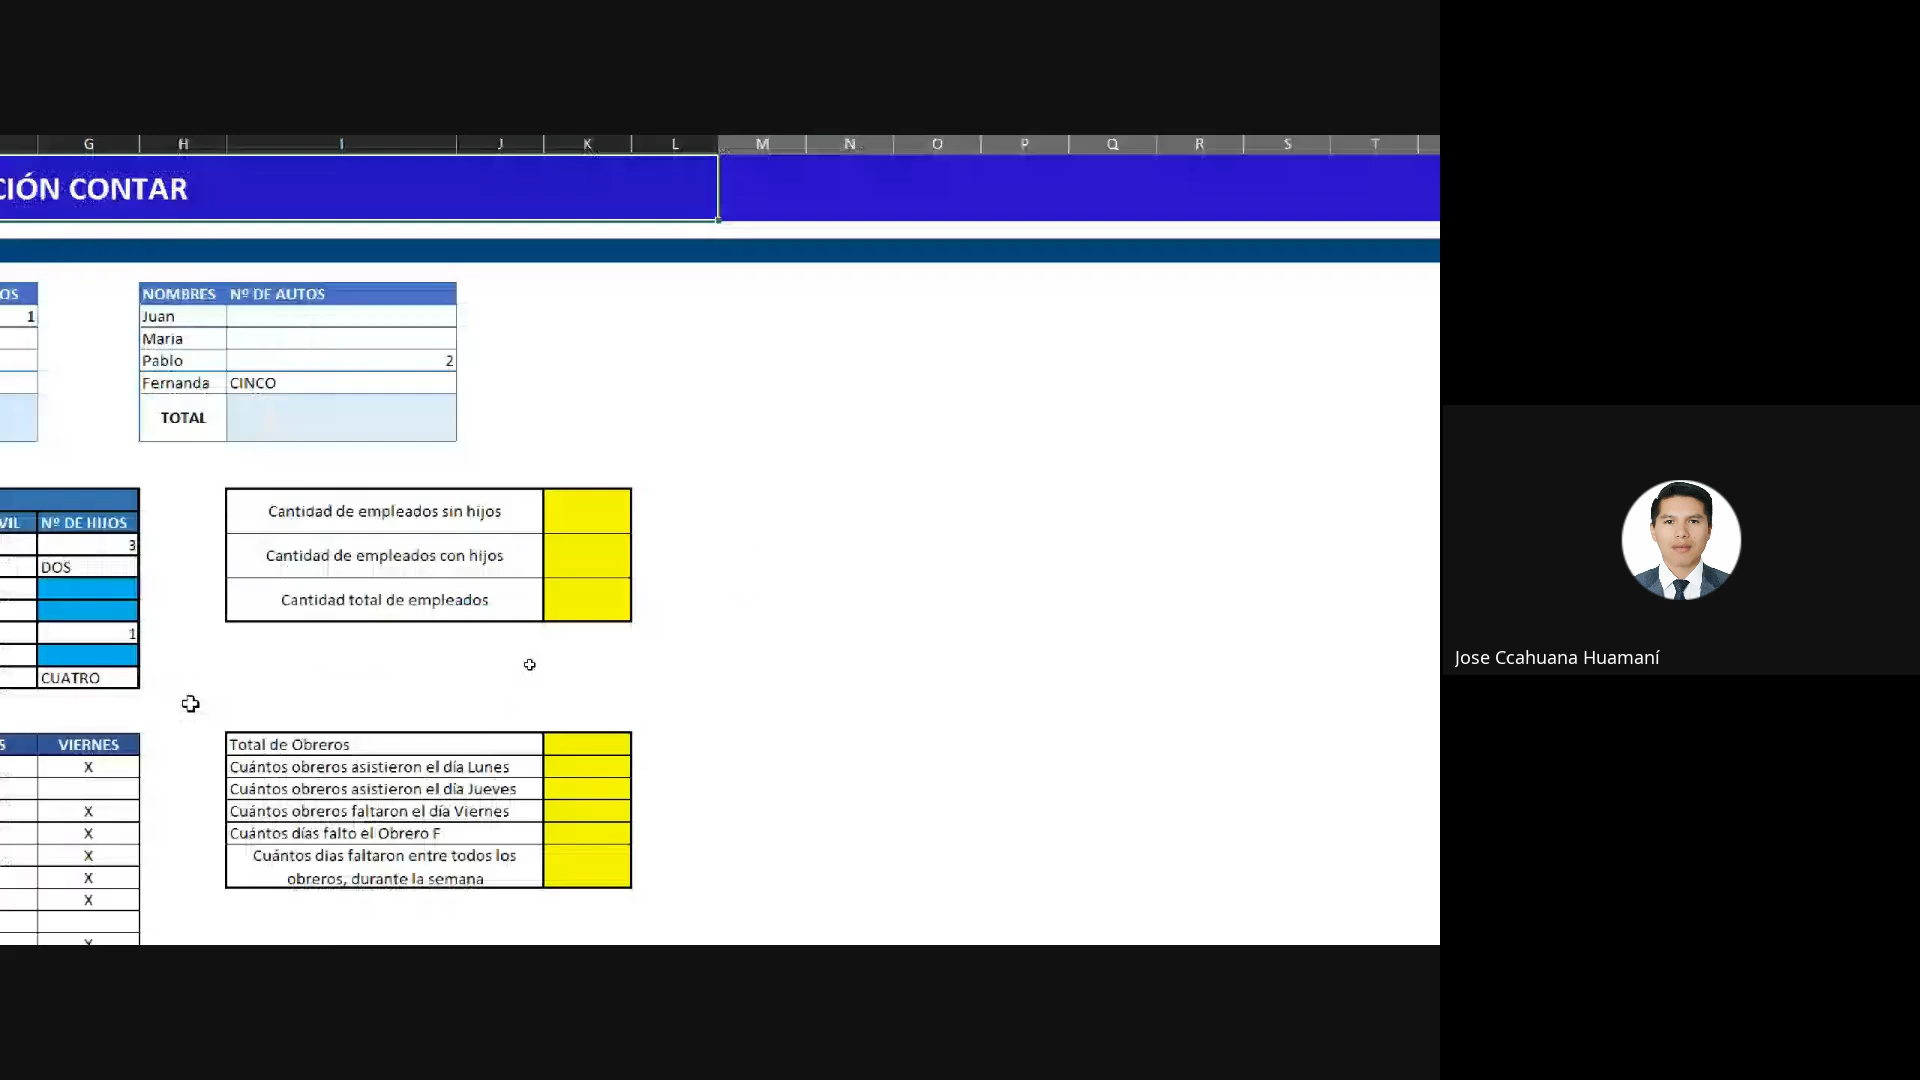 G H I J K L M N O P Q R S T
CIÓN CONTAR
OS
1
NOMBRES Nº DE AUTOS
Juan
Maria
Pablo 2
Fernanda CINCO
TOTAL
VIL Nº DE HIJOS
3
DOS
1
CUATRO
Cantidad de empleados sin hijos
Cantidad de empleados con hijos
Cantidad total de empleados
S VIERNES
X
X
X
X
X
X
X
Total de Obreros
Cuántos obreros asistieron el día Lunes
Cuántos obreros asistieron el día Jueves
Cuántos obreros faltaron el día Viernes
Cuántos días falto el Obrero F
Cuántos dias faltaron entre todos los
obreros, durante la semana
Jose Ccahuana Huamaní